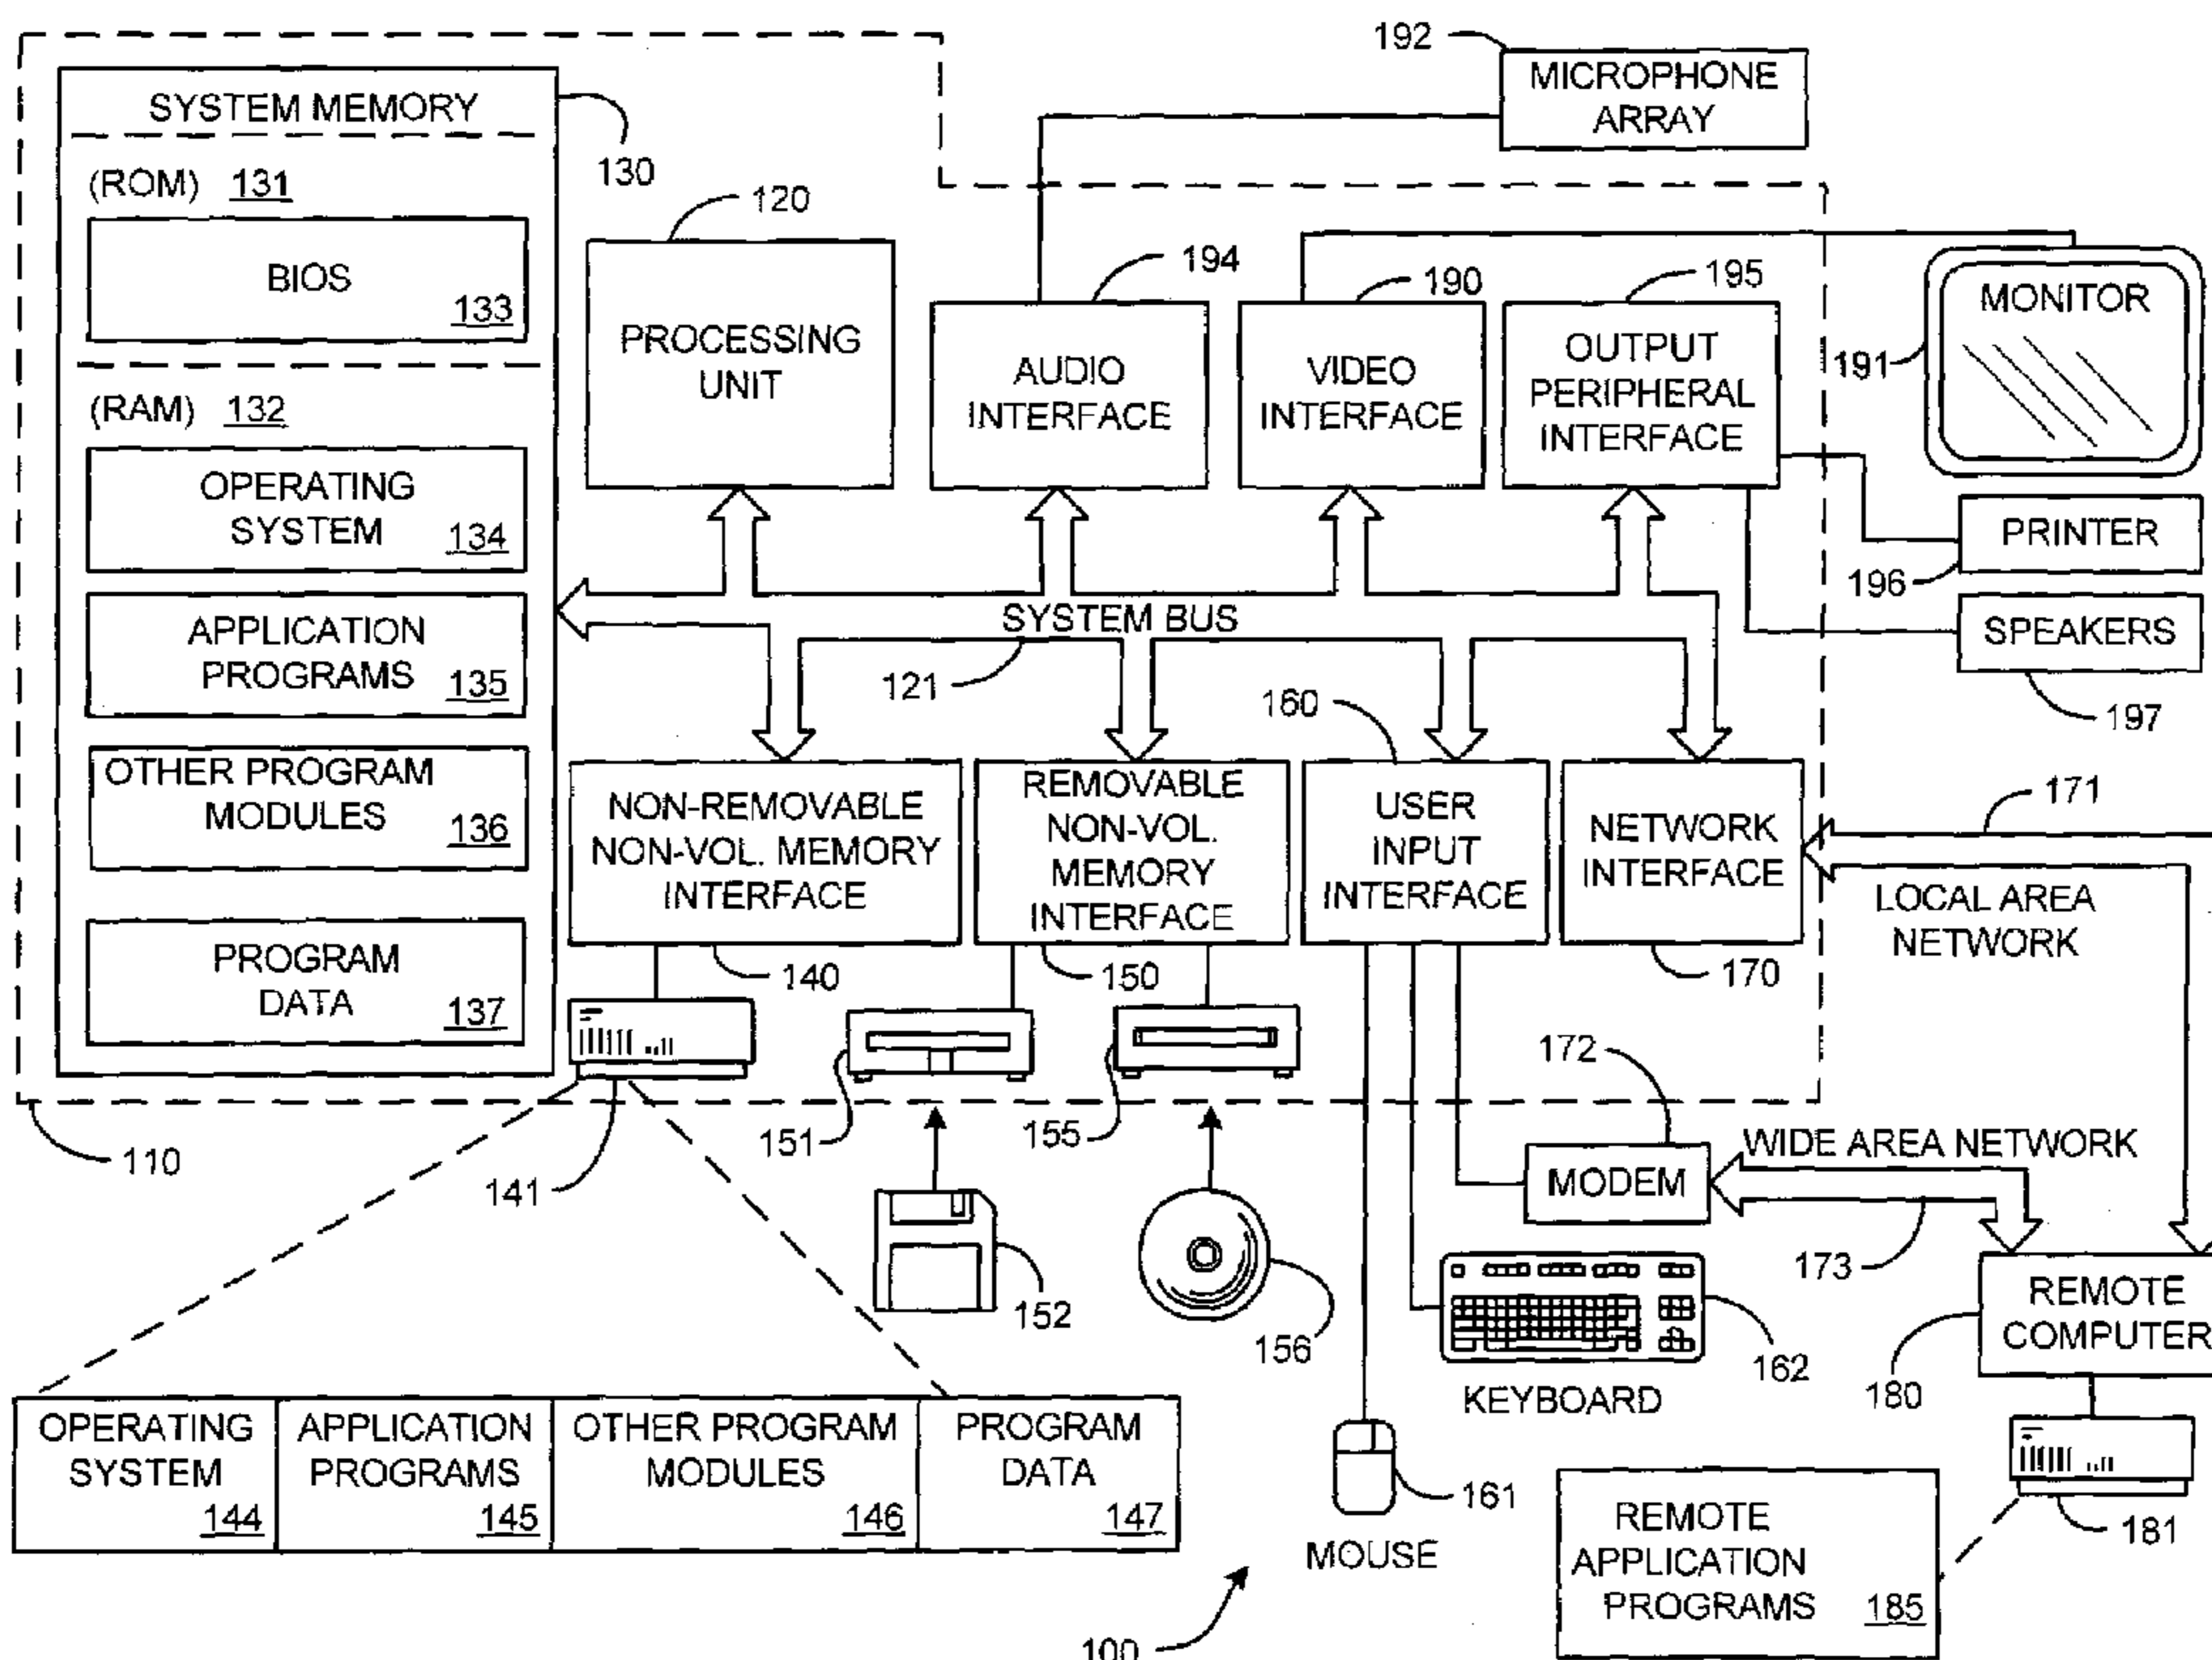 192
MICROPHONE
ARRAY
SYSTEM MEMORY
130
(ROM) 131
BIOS
133
(RAM) 132
OPERATING
SYSTEM
134
APPLICATION
PROGRAMS
135
OTHER PROGRAM
MODULES
136
PROGRAM
DATA
137
120
PROCESSING
UNIT
194
AUDIO
INTERFACE
190
VIDEO
INTERFACE
195
OUTPUT
PERIPHERAL
INTERFACE
MONITOR
191
PRINTER
196
SPEAKERS
197
SYSTEM BUS
121
160
NON-REMOVABLE
NON-VOL. MEMORY
INTERFACE
140
REMOVABLE
NON-VOL.
MEMORY
INTERFACE
150
USER
INPUT
INTERFACE
NETWORK
INTERFACE
170
171
LOCAL AREA
NETWORK
110
141
151
155
152
156
172
MODEM
WIDE AREA NETWORK
173
162
KEYBOARD
161
MOUSE
REMOTE
COMPUTER
180
181
OPERATING
SYSTEM
144
APPLICATION
PROGRAMS
145
OTHER PROGRAM
MODULES
146
PROGRAM
DATA
147
REMOTE
APPLICATION
PROGRAMS
185
100